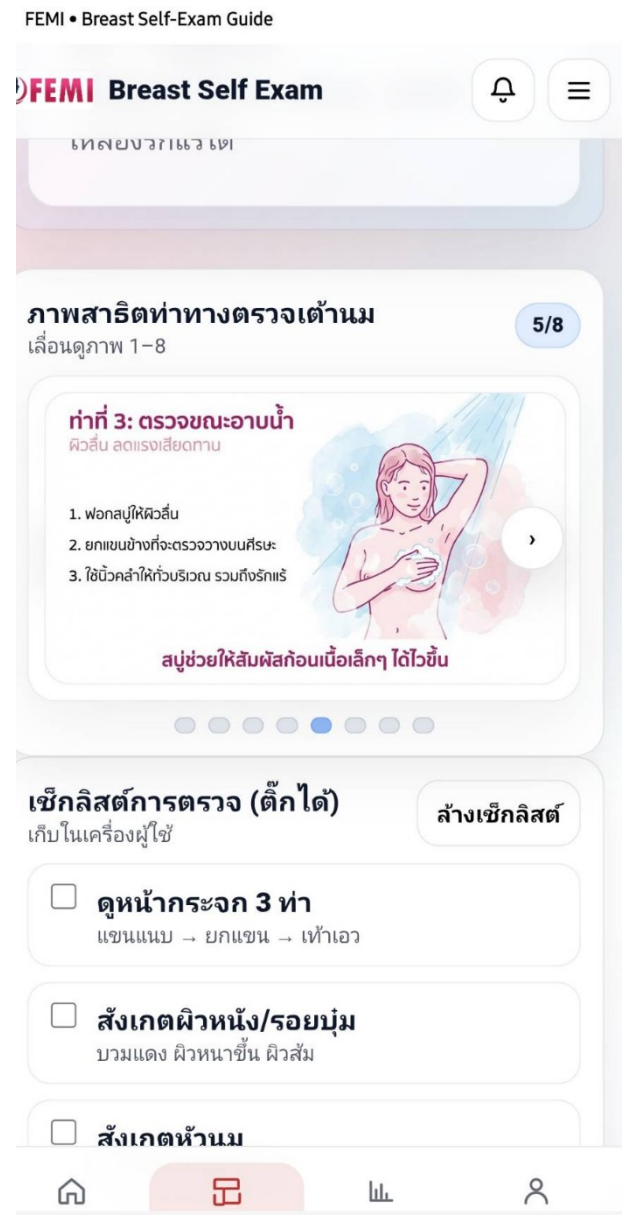 FEMI • Breast Self-Exam Guide
FEMI Breast Self Exam
ภาพสาธิตท่าทางตรวจเต้านม
5/8
เลื่อนดูภาพ 1–8
ท่าที่ 3: ตรวจขณะอาบน้ำ
ผิวลื่น ลดแรงเสียดทาน
1. ฟอกสบู่ให้ผิวลื่น
2. ยกแขนข้างที่จะตรวจวางบนศีรษะ
3. ใช้นิ้วคลำให้ทั่วบริเวณ รวมถึงรักแร้
สบู่ช่วยให้สัมผัสก้อนเนื้อเล็กๆ ได้ไวขึ้น
เช็กลิสต์การตรวจ (ติ๊กได้)
ล้างเช็กลิสต์
เก็บในเครื่องผู้ใช้
ดูหน้ากระจก 3 ท่า
แขนแนบ → ยกแขน → เท้าเอว
สังเกตผิวหนัง/รอยบุ๋ม
บวมแดง ผิวหนาขึ้น ผิวส้ม
สังเกตหัวนม